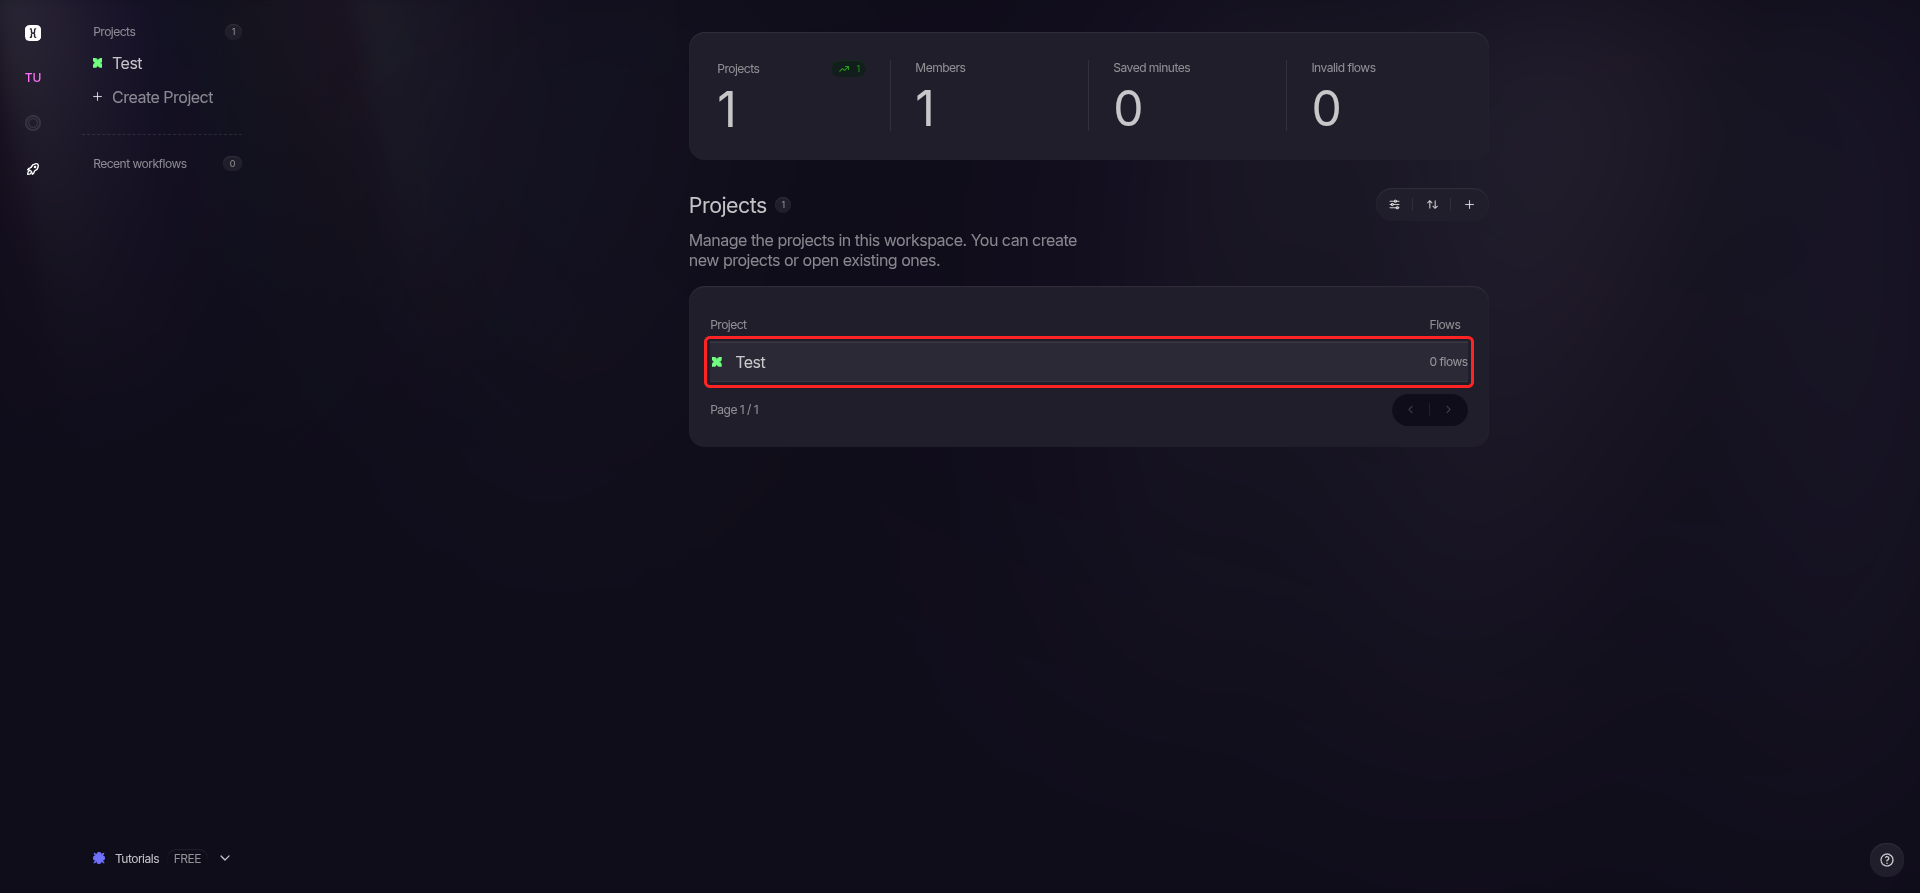 Projects 1
Test
Create Project
Recent workflows 0
TU
Projects 1
1
Members
1
Saved minutes
0
Invalid flows
0
Projects 1
Manage the projects in this workspace. You can create
new projects or open existing ones.
Project Flows
Test 0 flows
Page 1 / 1
Tutorials FREE